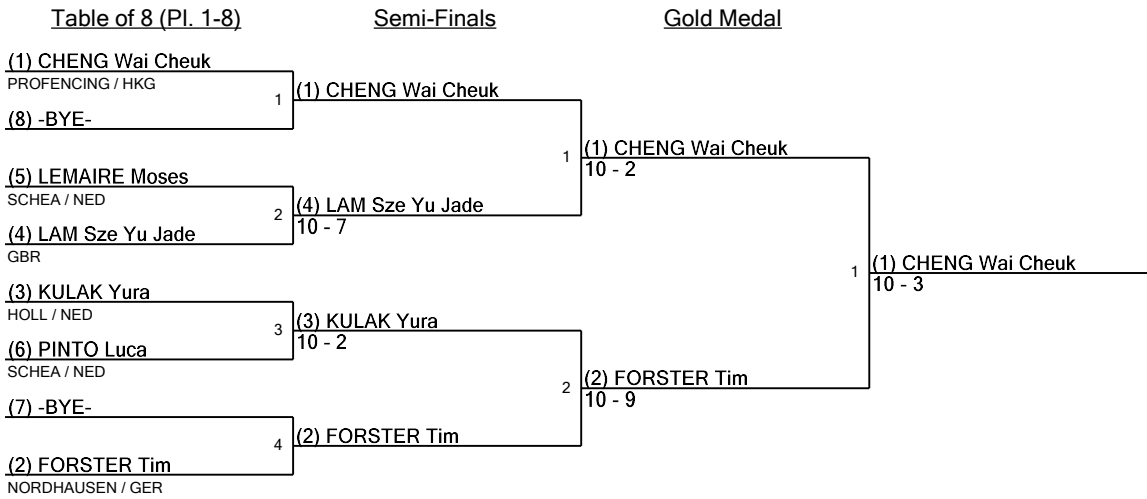 Table of 8 (Pl. 1-8)
Semi-Finals
Gold Medal
(1) CHENG Wai Cheuk
PROFENCING / HKG
1
(1) CHENG Wai Cheuk
(8) -BYE-
1
(1) CHENG Wai Cheuk
10 - 2
(5) LEMAIRE Moses
SCHEA / NED
2
(4) LAM Sze Yu Jade
10 - 7
(4) LAM Sze Yu Jade
GBR
1
(1) CHENG Wai Cheuk
10 - 3
(3) KULAK Yura
HOLL / NED
3
(3) KULAK Yura
10 - 2
(6) PINTO Luca
SCHEA / NED
2
(2) FORSTER Tim
10 - 9
(7) -BYE-
4
(2) FORSTER Tim
(2) FORSTER Tim
NORDHAUSEN / GER